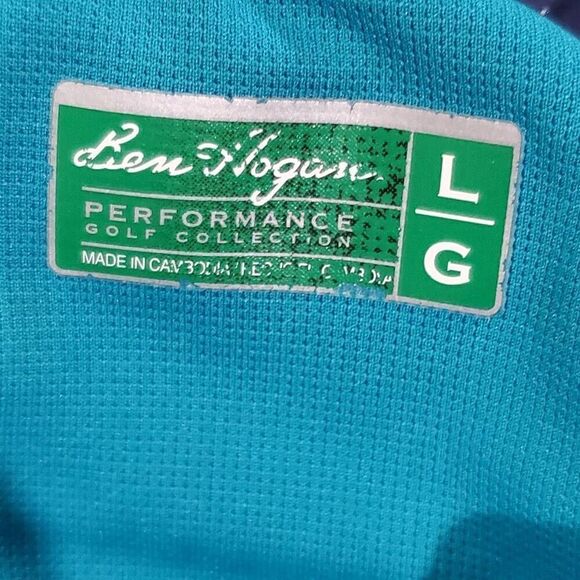 Ben Hogan
PERFORMANCE
GOLF COLLECTION
MADE IN CAMBODIA
L
G